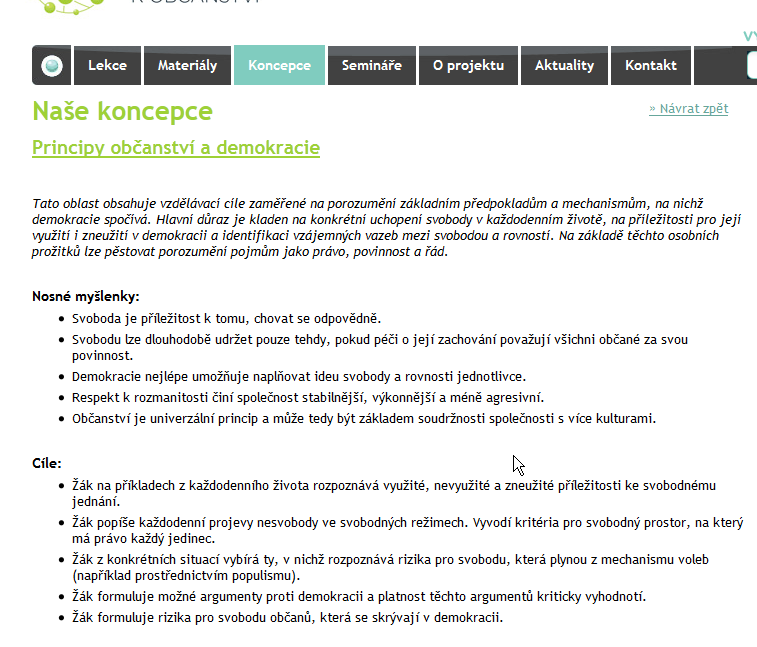 K OBČANSTVÍ
VY
Lekce
Materiály
Koncepce
Semináře
O projektu
Aktuality
Kontakt
Naše koncepce
» Návrat zpět
Principy občanství a demokracie
Tato oblast obsahuje vzdělávací cíle zaměřené na porozumění základním předpokladům a mechanismům, na nichž
demokracie spočívá. Hlavní důraz je kladen na konkrétní uchopení svobody v každodenním životě, na příležitosti pro její
využití i zneužití v demokracii a identifikaci vzájemných vazeb mezi svobodou a rovností. Na základě těchto osobních
prožitků lze pěstovat porozumění pojmům jako právo, povinnost a řád.
Nosné myšlenky:
• Svoboda je příležitost k tomu, chovat se odpovědně.
• Svobodu lze dlouhodobě udržet pouze tehdy, pokud péči o její zachování považují všichni občané za svou
povinnost.
• Demokracie nejlépe umožňuje naplňovat ideu svobody a rovnosti jednotlivce.
• Respekt k rozmanitosti činí společnost stabilnější, výkonnější a méně agresivní.
• Občanství je univerzální princip a může tedy být základem soudržnosti společnosti s více kulturami.
Cíle:
• Žák na příkladech z každodenního života rozpoznává využité, nevyužité a zneužité příležitosti ke svobodnému
jednání.
• Žák popíše každodenní projevy nesvobody ve svobodných režimech. Vyvodí kritéria pro svobodný prostor, na který
má právo každý jedinec.
• Žák z konkrétních situací vybírá ty, v nichž rozpoznává rizika pro svobodu, která plynou z mechanismu voleb
(například prostřednictvím populismu).
• Žák formuluje možné argumenty proti demokracii a platnost těchto argumentů kriticky vyhodnotí.
• Žák formuluje rizika pro svobodu občanů, která se skrývají v demokracii.